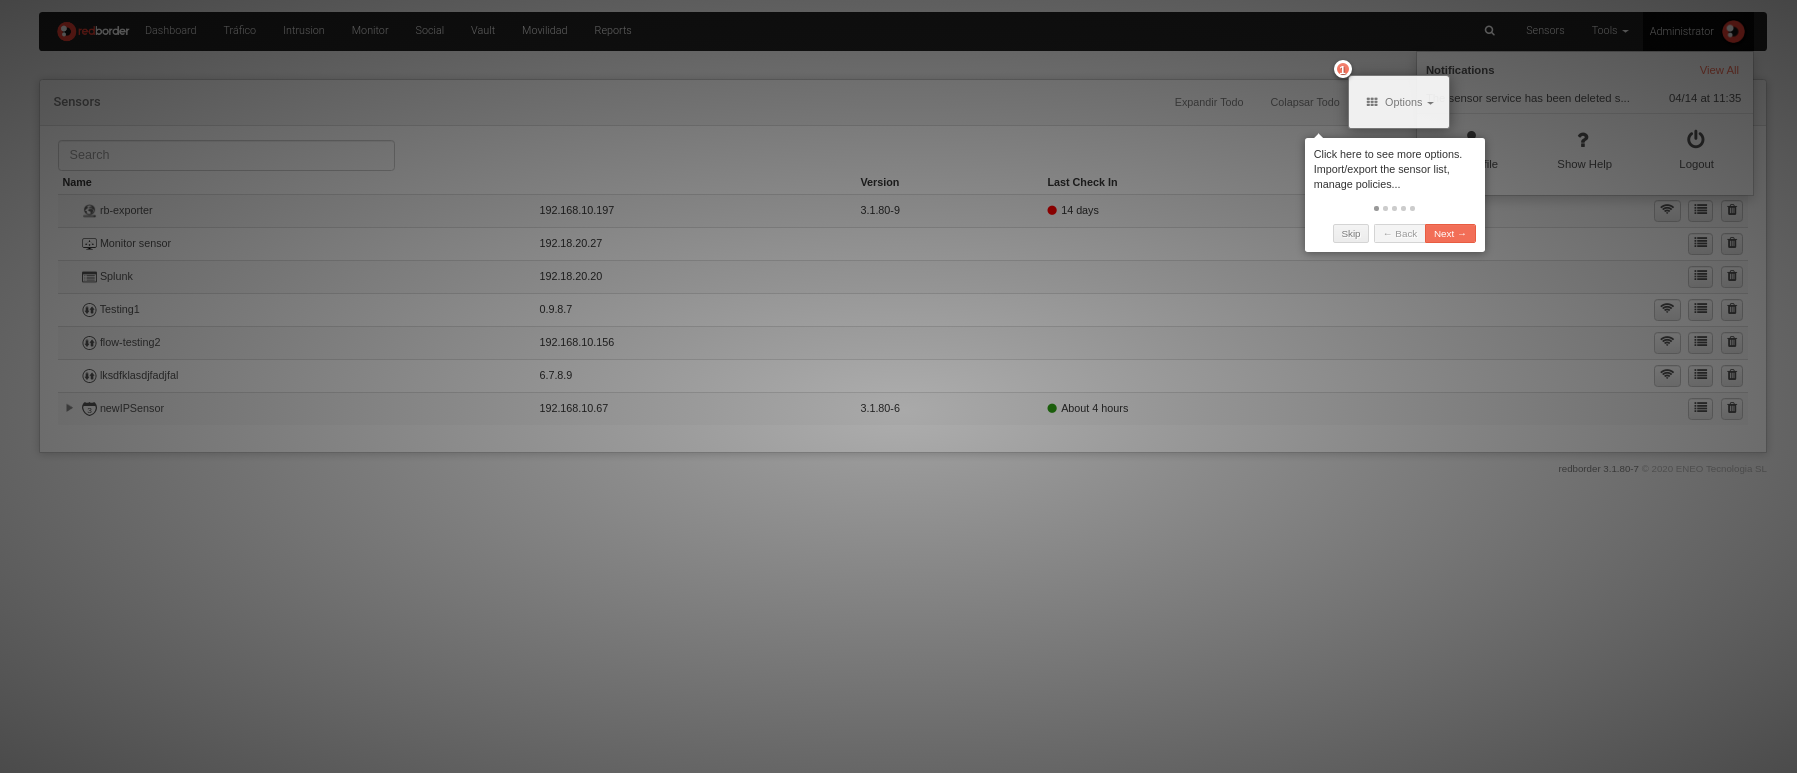 redborder Dashboard Tráfico Intrusion Monitor Social Vault Movilidad Reports Sensors Tools Administrator
Notifications View All
sensor service has been deleted s... 04/14 at 11:35
Show Help Logout
1
Sensors Expandir Todo Colapsar Todo Options
Click here to see more options.
Import/export the sensor list,
manage policies...
Skip ← Back Next →
Search
Name Version Last Check In
rb-exporter 192.168.10.197 3.1.80-9 14 days
Monitor sensor 192.18.20.27
Splunk 192.18.20.20
Testing1 0.9.8.7
flow-testing2 192.168.10.156
lksdfklasdjfadjfal 6.7.8.9
3 newIPSensor 192.168.10.67 3.1.80-6 About 4 hours
redborder 3.1.80-7 © 2020 ENEO Tecnología SL